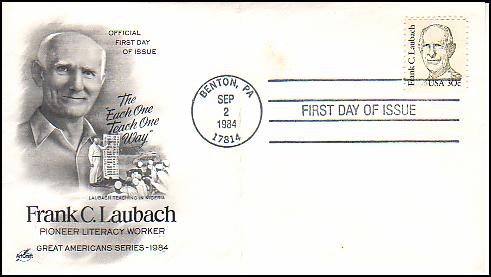 OFFICIAL
FIRST DAY
OF ISSUE
The
"Each One
Teach One
Way"
LAUBACH TEACHING IN NIGERIA
Frank C. Laubach
PIONEER LITERACY WORKER
GREAT AMERICANS SERIES-1984
ArtCraft
BENTON, PA
SEP
2
1984
17814
FIRST DAY OF ISSUE
Frank C. Laubach
USA 30c